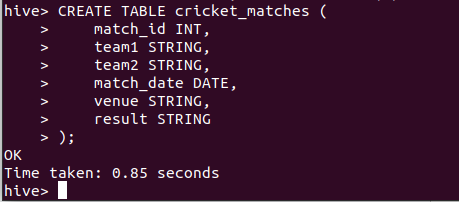 hive> CREATE TABLE cricket_matches (
    >     match_id INT,
    >     team1 STRING,
    >     team2 STRING,
    >     match_date DATE,
    >     venue STRING,
    >     result STRING
    > );
OK
Time taken: 0.85 seconds
hive>